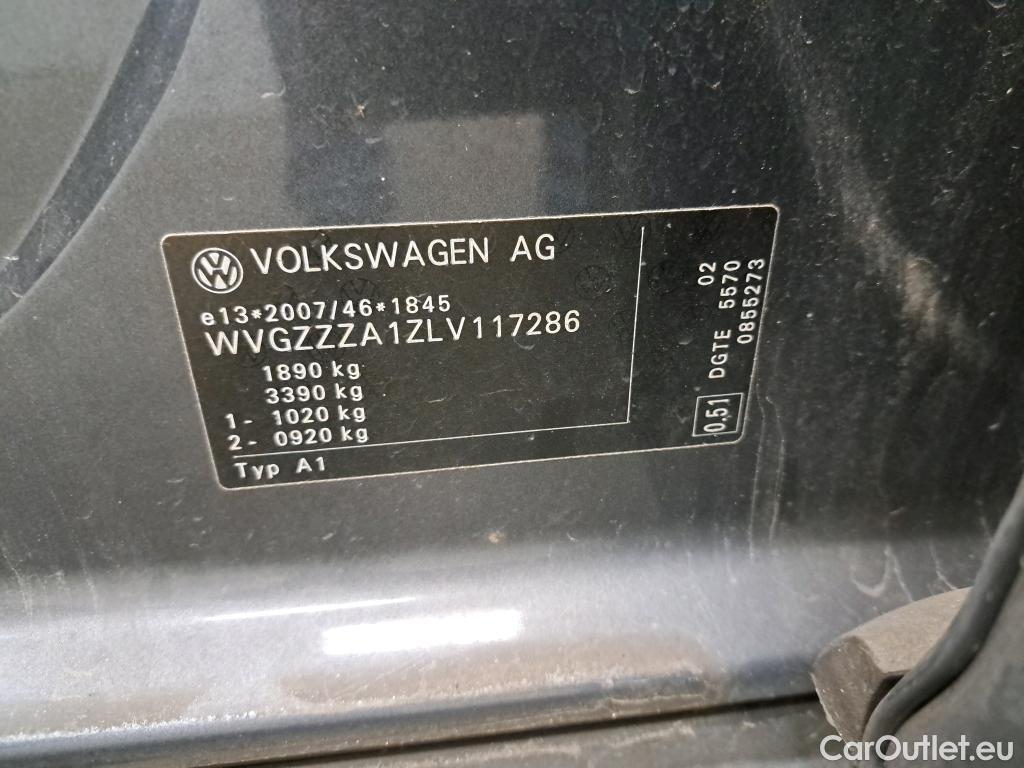 VOLKSWAGEN AG
e13*2007/46*1845
WVGZZZA1ZLV117286
1890 kg
3390 kg
1- 1020 kg
2- 0920 kg
Typ A1
02
DGTE 5570
0855273
0,51
CarOutlet.eu